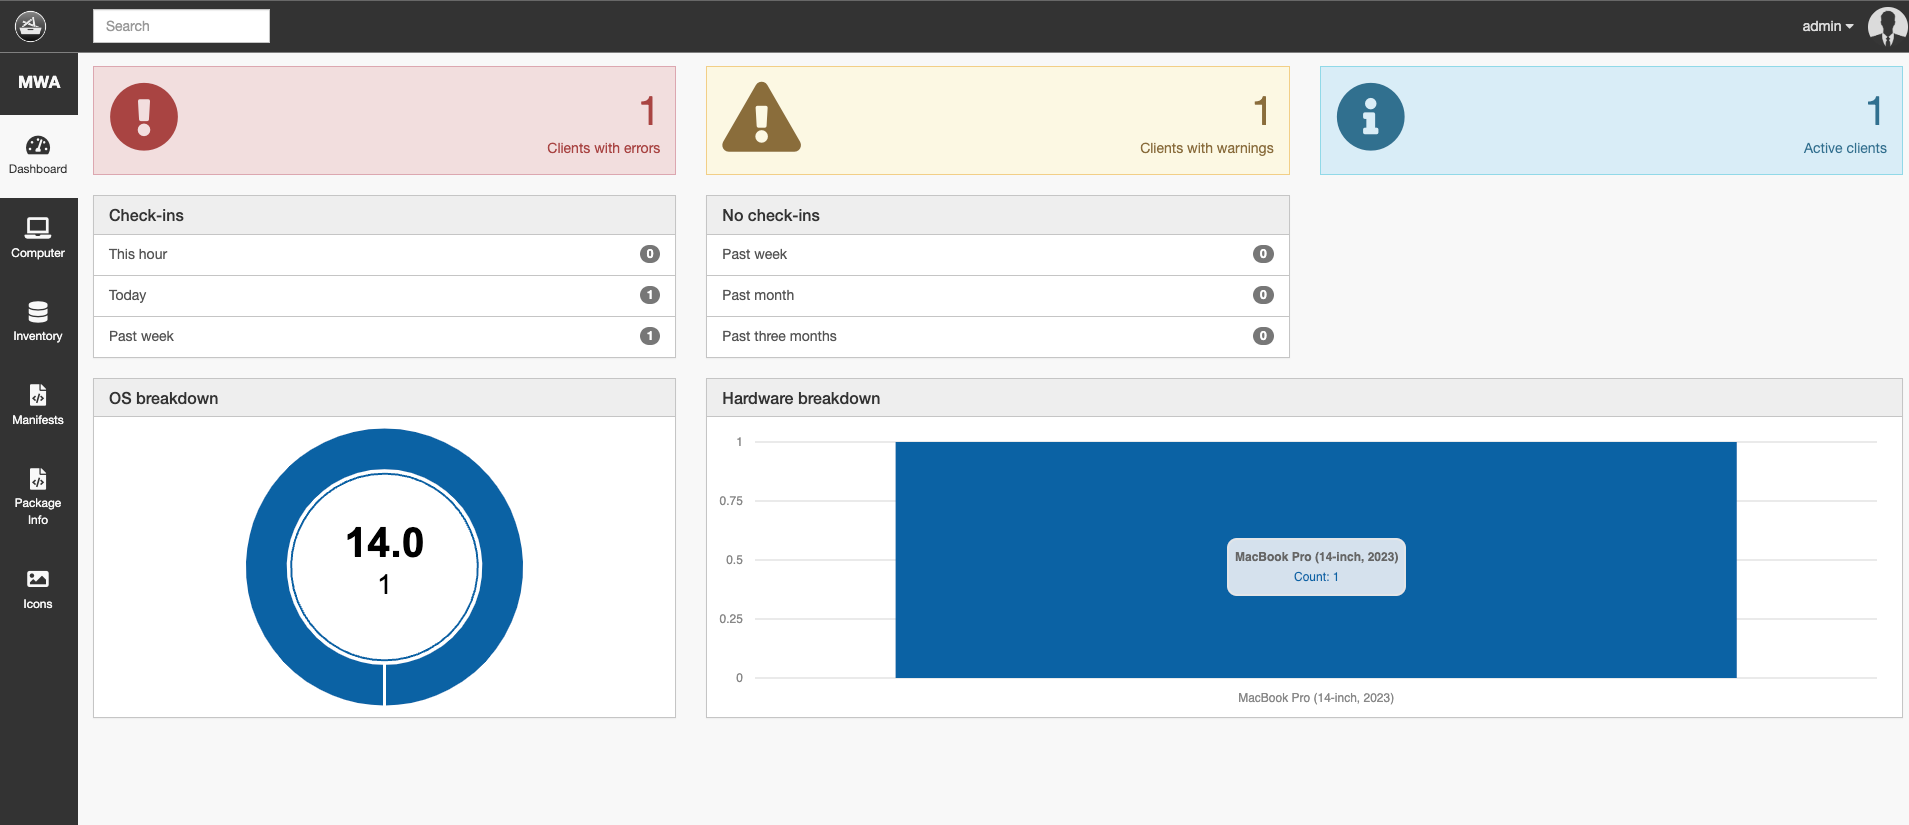 Search
admin
MWA
Dashboard
Computer
Inventory
Manifests
Package
Info
Icons
1
Clients with errors
1
Clients with warnings
1
Active clients
Check-ins
This hour 0
Today 1
Past week 1
No check-ins
Past week 0
Past month 0
Past three months 0
OS breakdown
14.0
1
Hardware breakdown
1
0.75
0.5
0.25
0
MacBook Pro (14-inch, 2023)
Count: 1
MacBook Pro (14-inch, 2023)